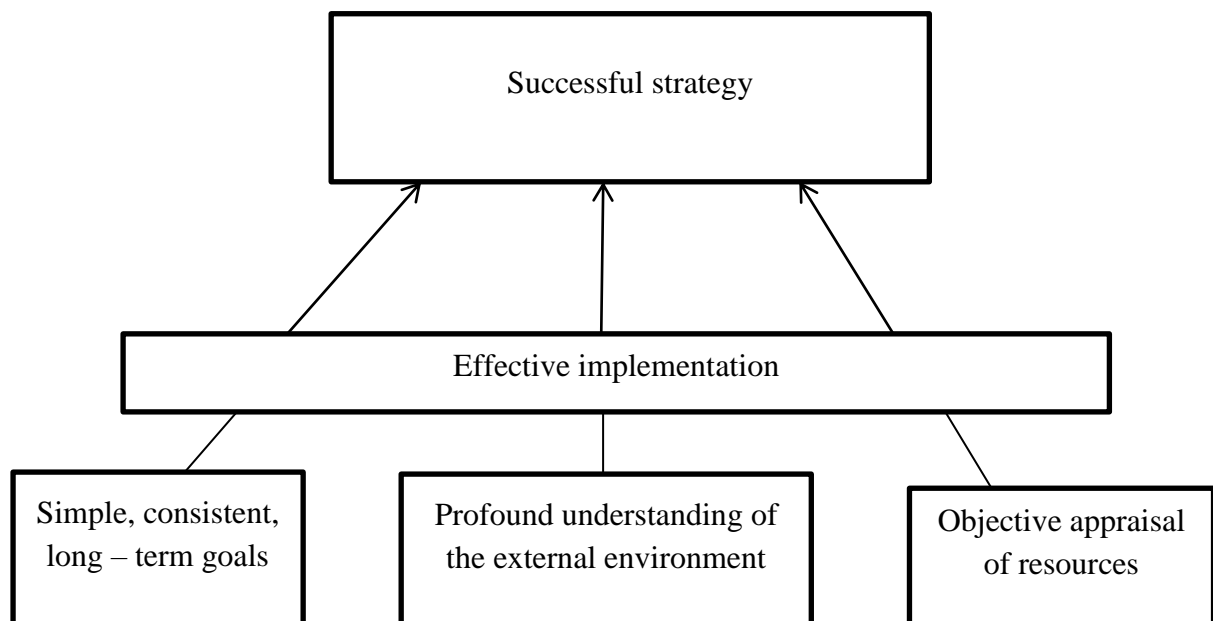 Successful strategy
Effective implementation
Simple, consistent,
long – term goals
Profound understanding of
the external environment
Objective appraisal
of resources